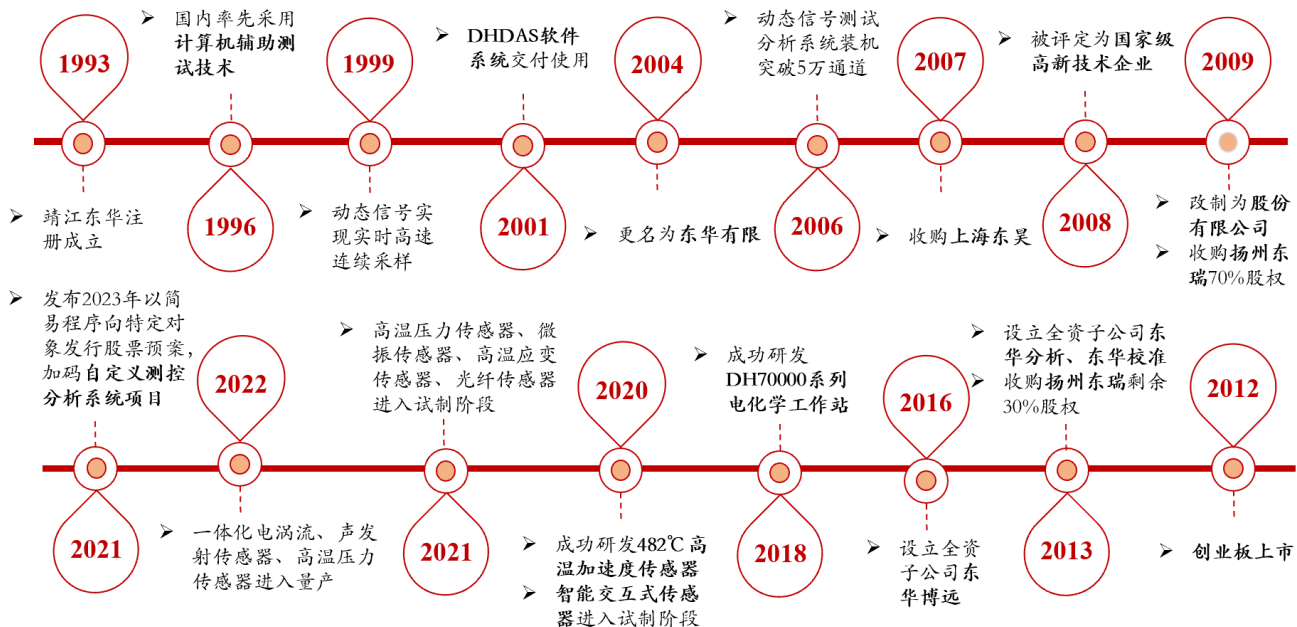 1993
➢ 国内率先采用
计算机辅助测
试技术
1999
➢ DHDAS软件
系统交付使用
2004
➢ 动态信号测试
分析系统装机
突破5万通道
2007
➢ 被评定为国家级
高新技术企业
2009
➢ 靖江东华注
册成立
1996
➢ 动态信号实
现实时高速
连续采样
2001
➢ 更名为东华有限
2006
➢ 收购上海东昊
2008
➢ 改制为股份
有限公司
➢ 收购扬州东
瑞70%股权
➢ 发布2023年以简
易程序向特定对
象发行股票预案，
加码自定义测控
分析系统项目
2022
➢ 高温压力传感器、微
振传感器、高温应变
传感器、光纤传感器
进入试制阶段
2020
➢ 成功研发
DH70000系列
电化学工作站
2016
➢ 设立全资子公司东
华分析、东华校准
➢ 收购扬州东瑞剩余
30%股权
2012
2021
➢ 一体化电涡流、声发
射传感器、高温压力
传感器进入量产
2021
➢ 成功研发482℃高
温加速度传感器
➢ 智能交互式传感
器进入试制阶段
2018
➢ 设立全资
子公司东
华博远
2013
➢ 创业板上市